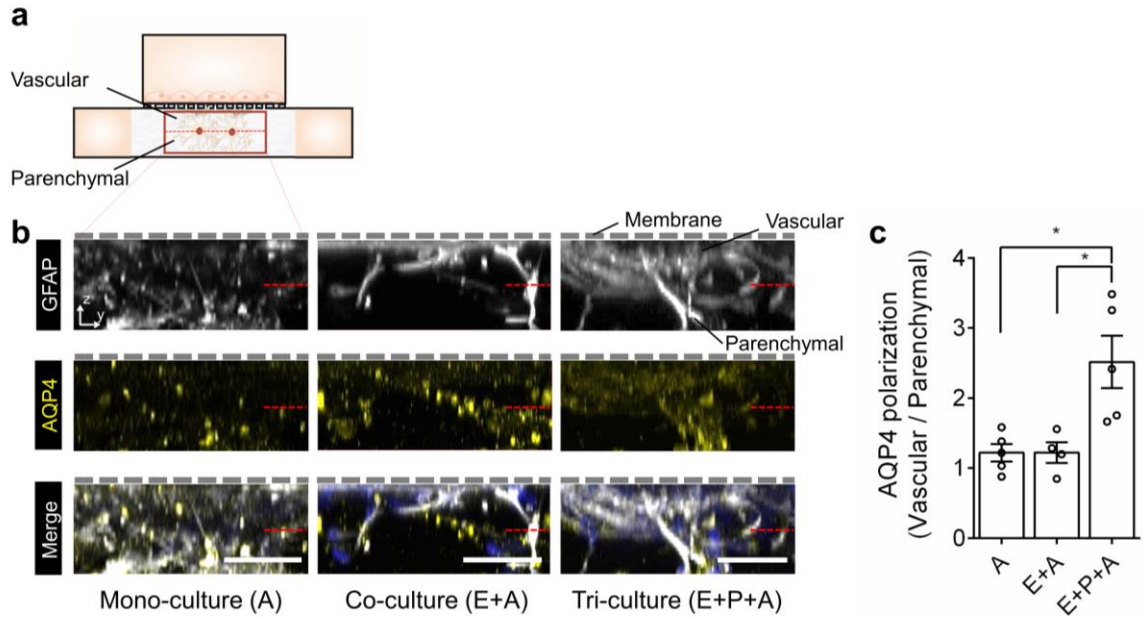 a
Vascular
Parenchymal
b
Membrane
Vascular
GFAP
z
y
Parenchymal
AQP4
Merge
Mono-culture (A)
Co-culture (E+A)
Tri-culture (E+P+A)
c
*
*
AQP4 polarization
(Vascular / Parenchymal)
4
3
2
1
0
A
E+A
E+P+A